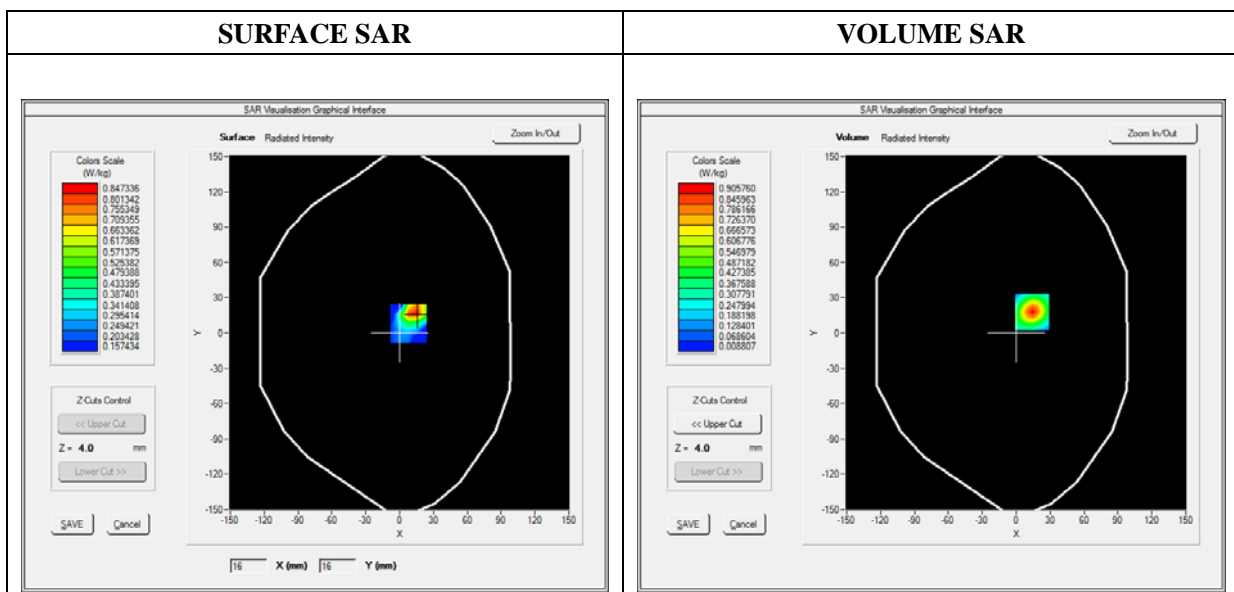 SURFACE SAR
VOLUME SAR
SAR Visualisation Graphical Interface
Surface Radiated Intensity
Zoom In/Out
Colors Scale
(W/kg)
0.847336
0.801342
0.755349
0.709355
0.663362
0.617369
0.571375
0.525382
0.479388
0.433395
0.387401
0.341408
0.295414
0.249421
0.203428
0.157434
Z-Cuts Control
<< Upper Cut
Z = 4.0 mm
Lower Cut >>
SAVE
Cancel
150
120
90
60
30
0
-30
-60
-90
-120
-150
Y
-150 -120 -90 -60 -30 0 30 60 90 120 150
X
16 X (mm) 16 Y (mm)
SAR Visualisation Graphical Interface
Volume Radiated Intensity
Zoom In/Out
Colors Scale
(W/kg)
0.905760
0.845963
0.786166
0.726370
0.666573
0.606776
0.546979
0.487182
0.427385
0.367588
0.307791
0.247994
0.188198
0.128401
0.068604
0.008807
Z-Cuts Control
<< Upper Cut
Z = 4.0 mm
Lower Cut >>
SAVE
Cancel
150
120
90
60
30
0
-30
-60
-90
-120
-150
Y
-150 -120 -90 -60 -30 0 30 60 90 120 150
X